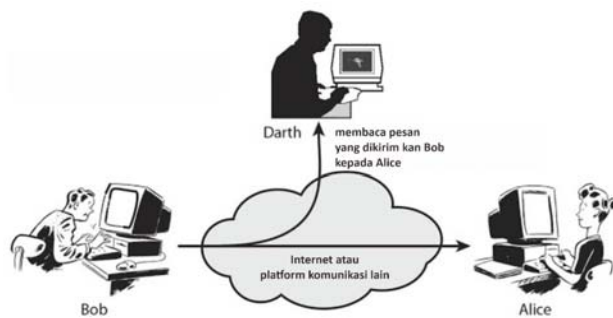 Darth
membaca pesan
yang dikirim kan Bob
kepada Alice
Internet atau
platform komunikasi lain
Bob
Alice